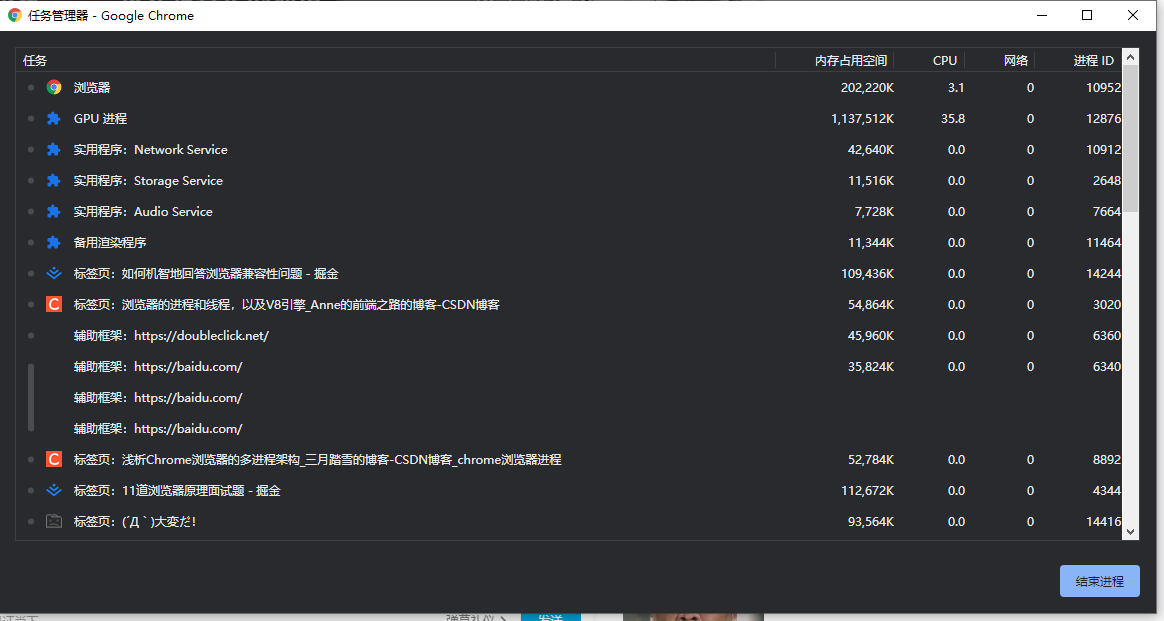 任务管理器 - Google Chrome
任务 内存占用空间 CPU 网络 进程 ID
浏览器 202,220K 3.1 0 10952
GPU 进程 1,137,512K 35.8 0 12876
实用程序：Network Service 42,640K 0.0 0 10912
实用程序：Storage Service 11,516K 0.0 0 2648
实用程序：Audio Service 7,728K 0.0 0 7664
备用渲染程序 11,344K 0.0 0 11464
标签页：如何机智地回答浏览器兼容性问题 - 掘金 109,436K 0.0 0 14244
标签页：浏览器的进程和线程，以及V8引擎_Anne的前端之路的博客-CSDN博客 54,864K 0.0 0 3020
辅助框架：https://doubleclick.net/ 45,960K 0.0 0 6360
辅助框架：https://baidu.com/ 35,824K 0.0 0 6340
辅助框架：https://baidu.com/
辅助框架：https://baidu.com/
标签页：浅析Chrome浏览器的多进程架构_三月踏雪的博客-CSDN博客_chrome浏览器进程 52,784K 0.0 0 8892
标签页：11道浏览器原理面试题 - 掘金 112,672K 0.0 0 4344
标签页：(´Д｀)大変だ! 93,564K 0.0 0 14416
结束进程